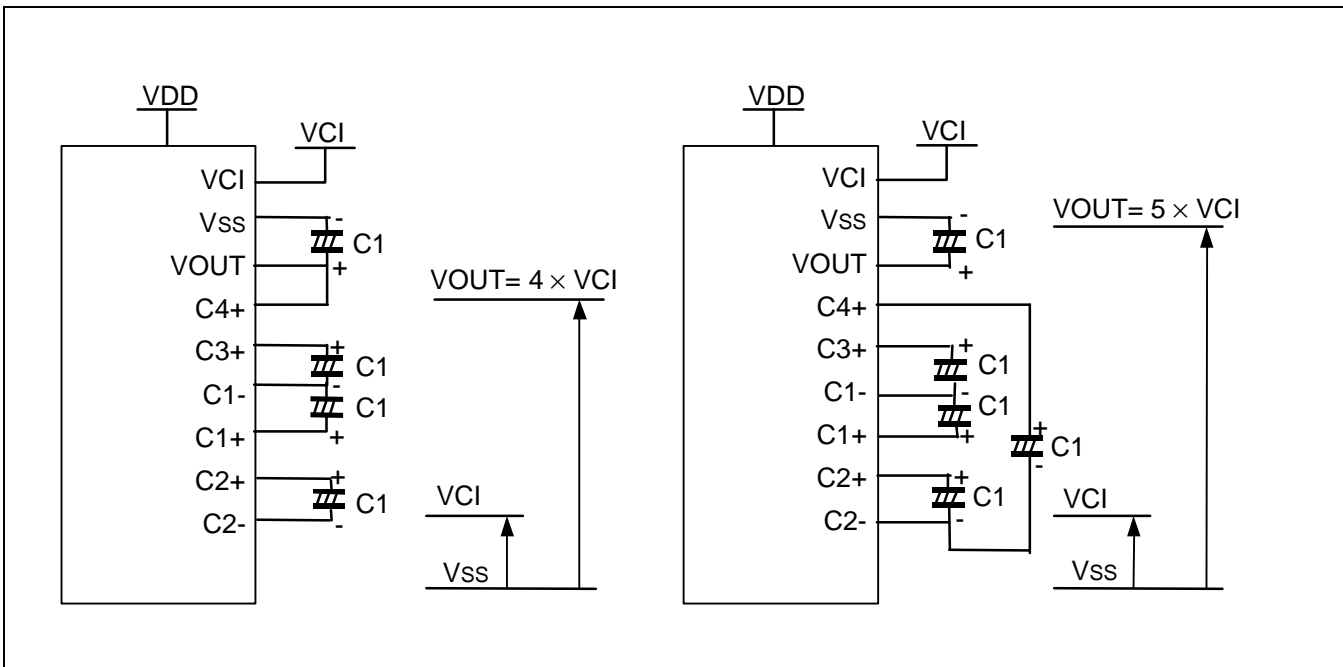 VDD
VCI
VCI
Vss
-
C1
VOUT
+
C4+
C3+
+
C1
C1-
-
C1
C1+
+
C2+
+
C1
C2-
-
VOUT= 4 × VCI
VCI
Vss
VDD
VCI
VCI
Vss
-
C1
VOUT
+
C4+
C3+
+
C1
C1-
-
C1
C1+
+
C2+
+
C1
C2-
-
+
C1
-
VOUT= 5 × VCI
VCI
Vss